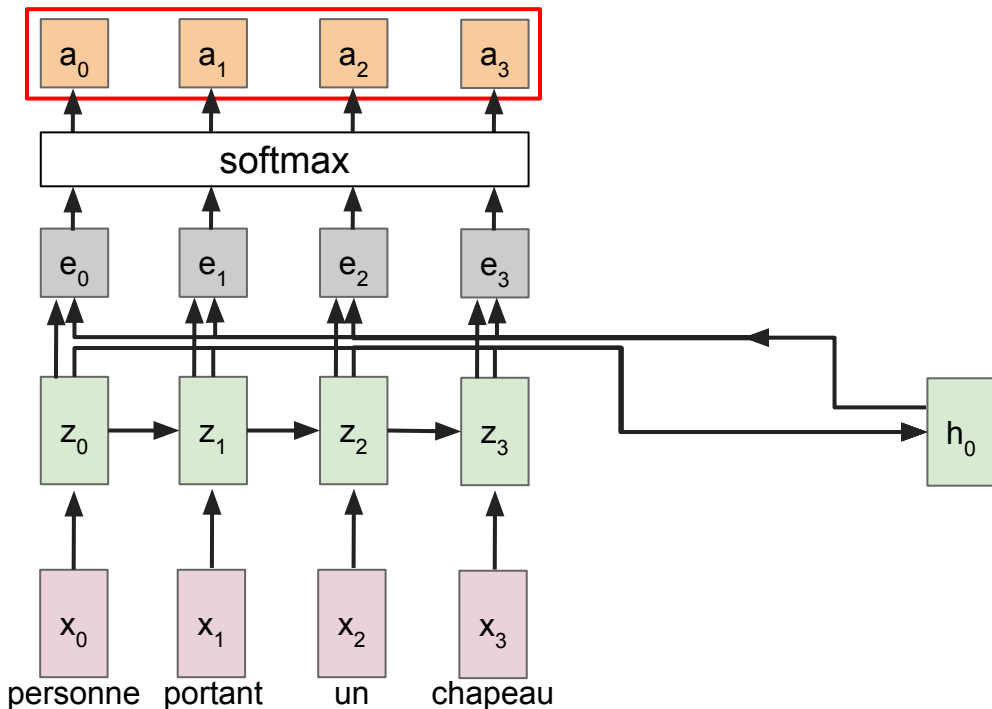 a0 a1 a2 a3
softmax
e0 e1 e2 e3
z0 z1 z2 z3 h0
x0 x1 x2 x3
personne portant un chapeau